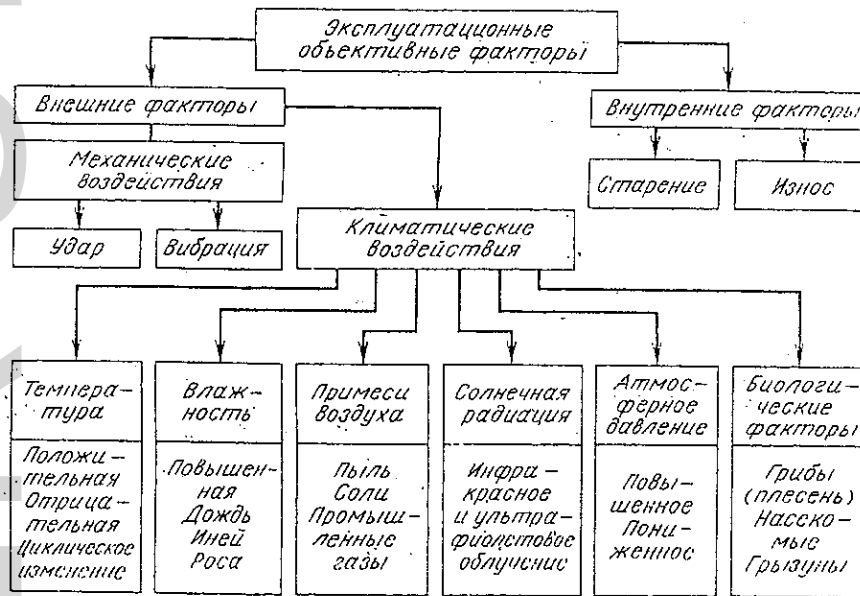 Эксплуатационные
объективные факторы
Внешние факторы
Внутренние факторы
Механические
воздействия
Старение
Износ
Удар
Вибрация
Климатические
воздействия
Темпера-
тура
Положи-
тельная
Отрица-
тельная
Циклическое
изменение
Влаж-
ность
Повышен-
ная
Дождь
Иней
Роса
Примеси
воздуха
Пыль
Соли
Промыш-
ленные
газы
Солнечная
радиация
Инфра-
красное
и ультра-
фиолетовое
облучение
Атмос-
ферное
давление
Повы-
шенное
Пони-
женное
Биологи-
ческие
факторы
Грибы
(плесень)
Насеко-
мые
Грызуны